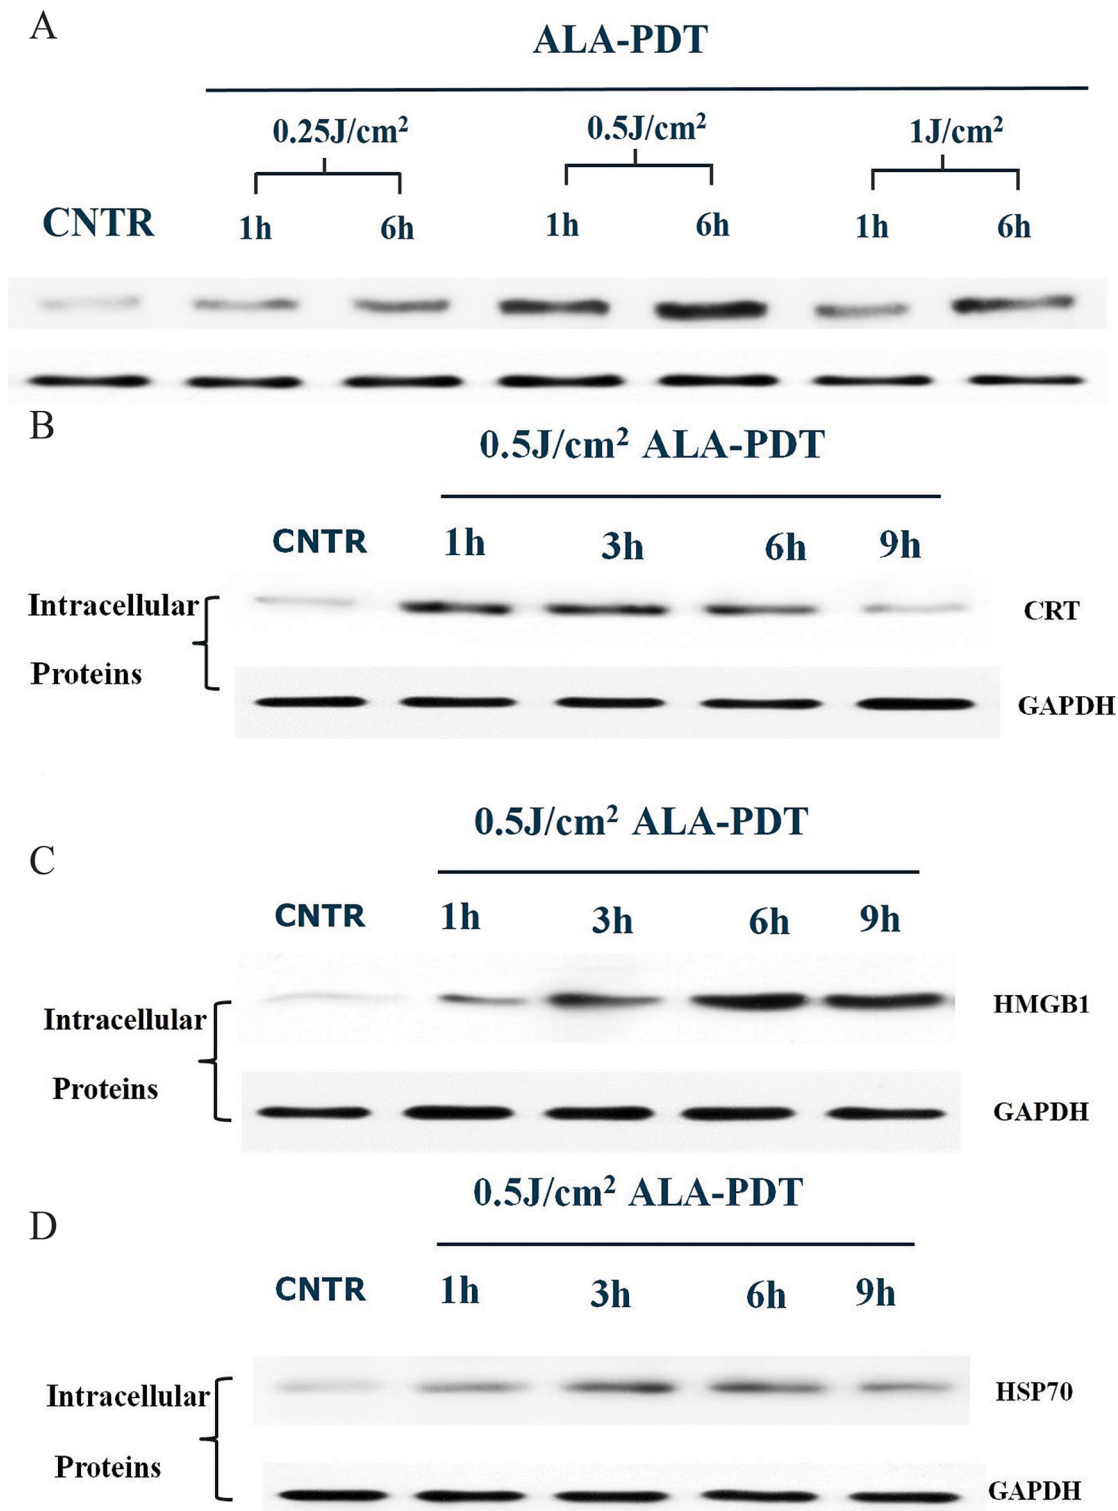 A
ALA-PDT
0.25J/cm² 0.5J/cm² 1J/cm²
CNTR 1h 6h 1h 6h 1h 6h
B
0.5J/cm² ALA-PDT
CNTR 1h 3h 6h 9h
Intracellular CRT
Proteins GAPDH
C
0.5J/cm² ALA-PDT
CNTR 1h 3h 6h 9h
Intracellular HMGB1
Proteins GAPDH
D
0.5J/cm² ALA-PDT
CNTR 1h 3h 6h 9h
Intracellular HSP70
Proteins GAPDH